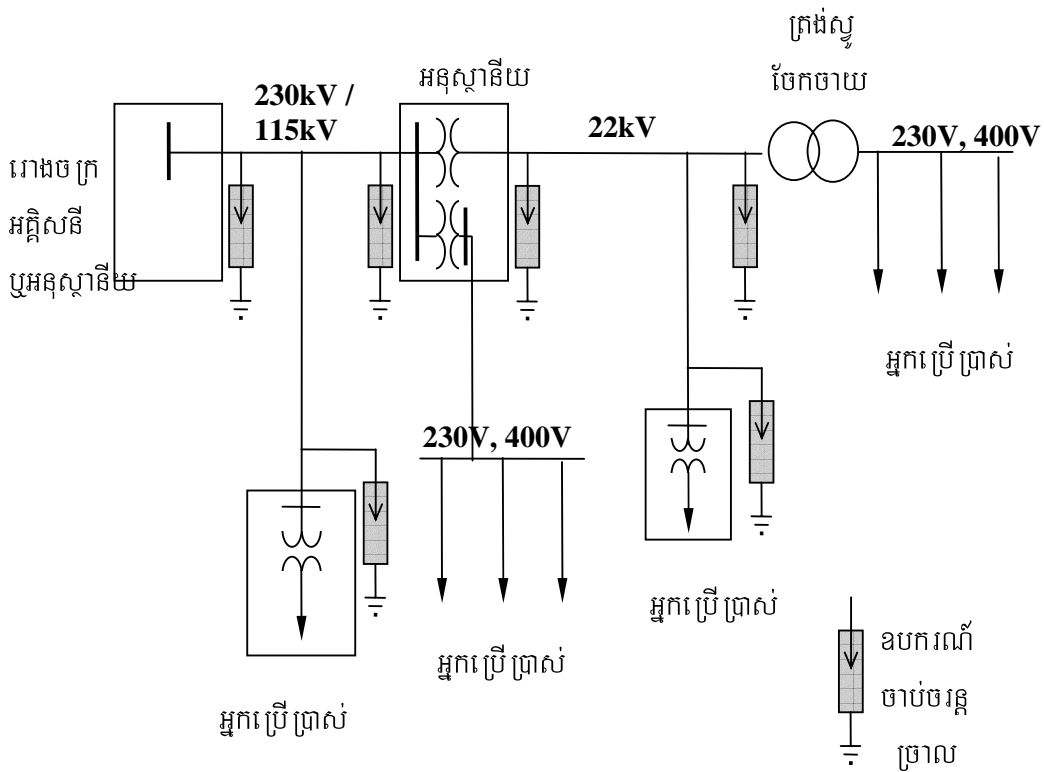 ត្រង់ស្វូ
ចែកចាយ
អនុស្ថានីយ
230kV /
115kV
22kV
230V, 400V
រោងចក្រ
អគ្គិសនី
ឬអនុស្ថានីយ
អ្នកប្រើប្រាស់
230V, 400V
អ្នកប្រើប្រាស់
អ្នកប្រើប្រាស់
អ្នកប្រើប្រាស់
ឧបករណ៍
ចាប់ចរន្ត
ច្រាល